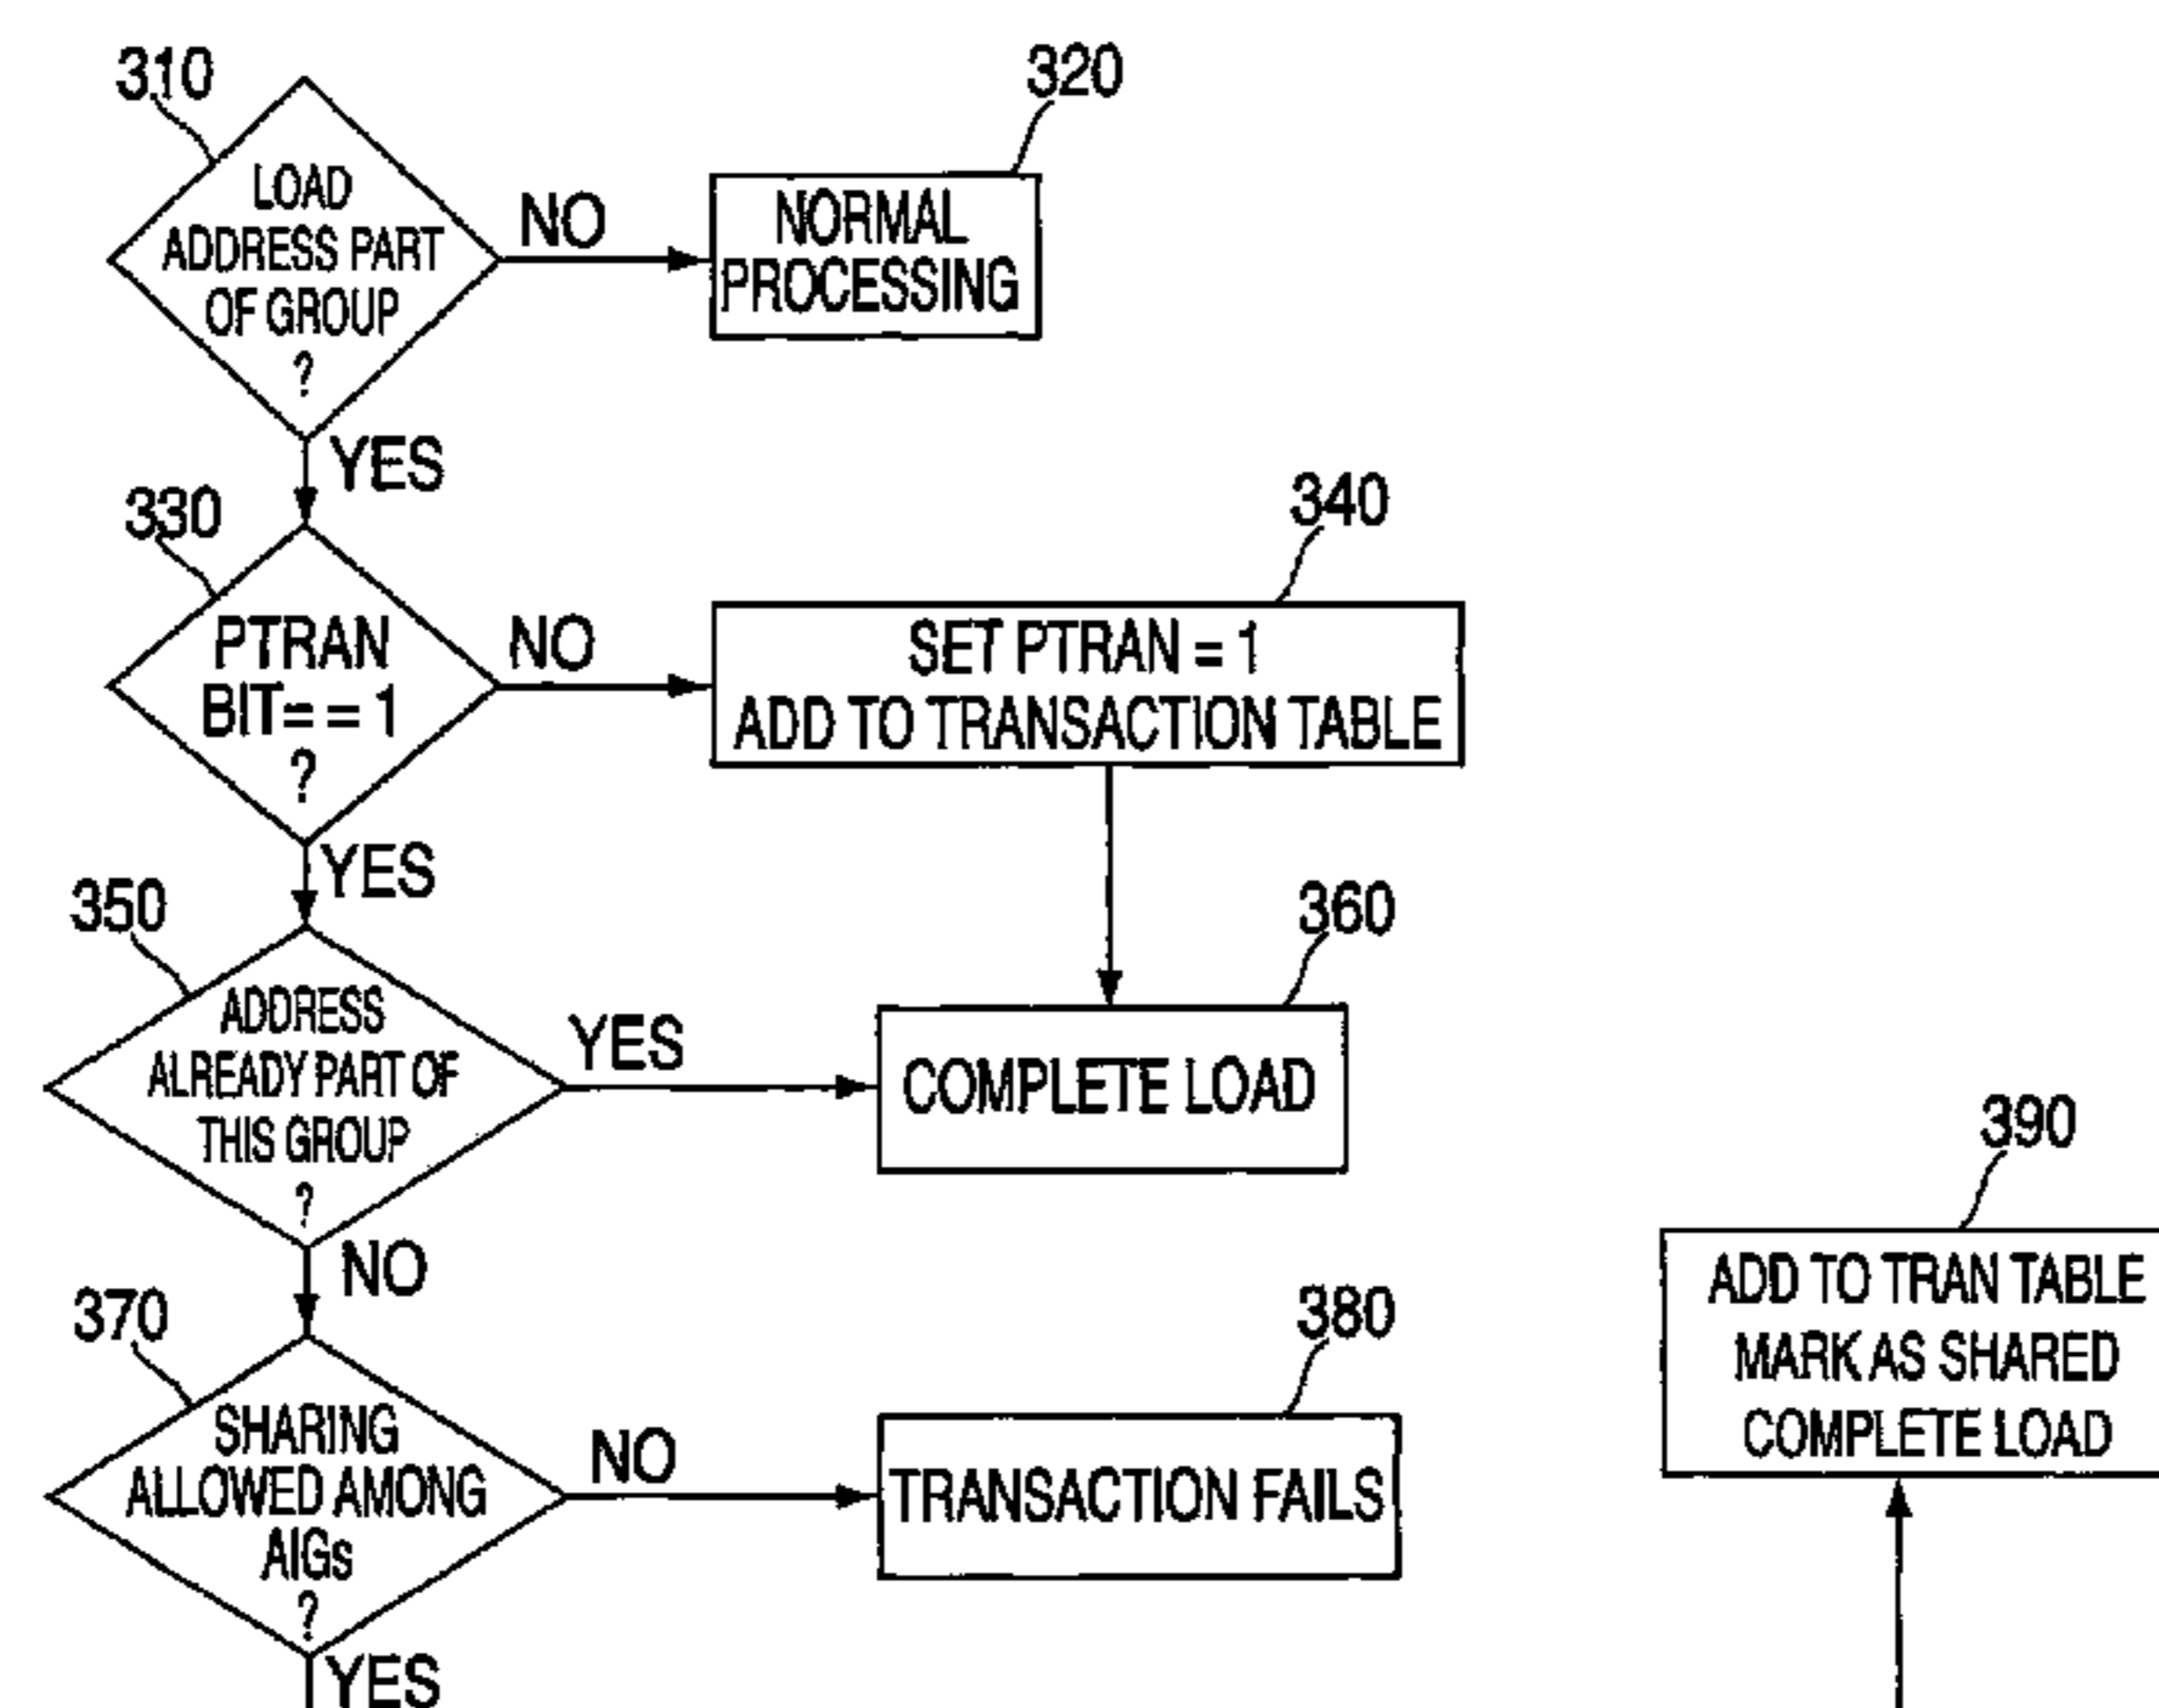 310
320
LOAD
ADDRESS PART
OF GROUP
?
NO
NORMAL
PROCESSING
YES
330
340
PTRAN
BIT= = 1
?
NO
SET PTRAN = 1
ADD TO TRANSACTION TABLE
YES
350
360
ADDRESS
ALREADY PART OF
THIS GROUP
?
YES
COMPLETE LOAD
NO
390
ADD TO TRAN TABLE
MARK AS SHARED
COMPLETE LOAD
370
380
SHARING
ALLOWED AMONG
AIGs
?
NO
TRANSACTION FAILS
YES